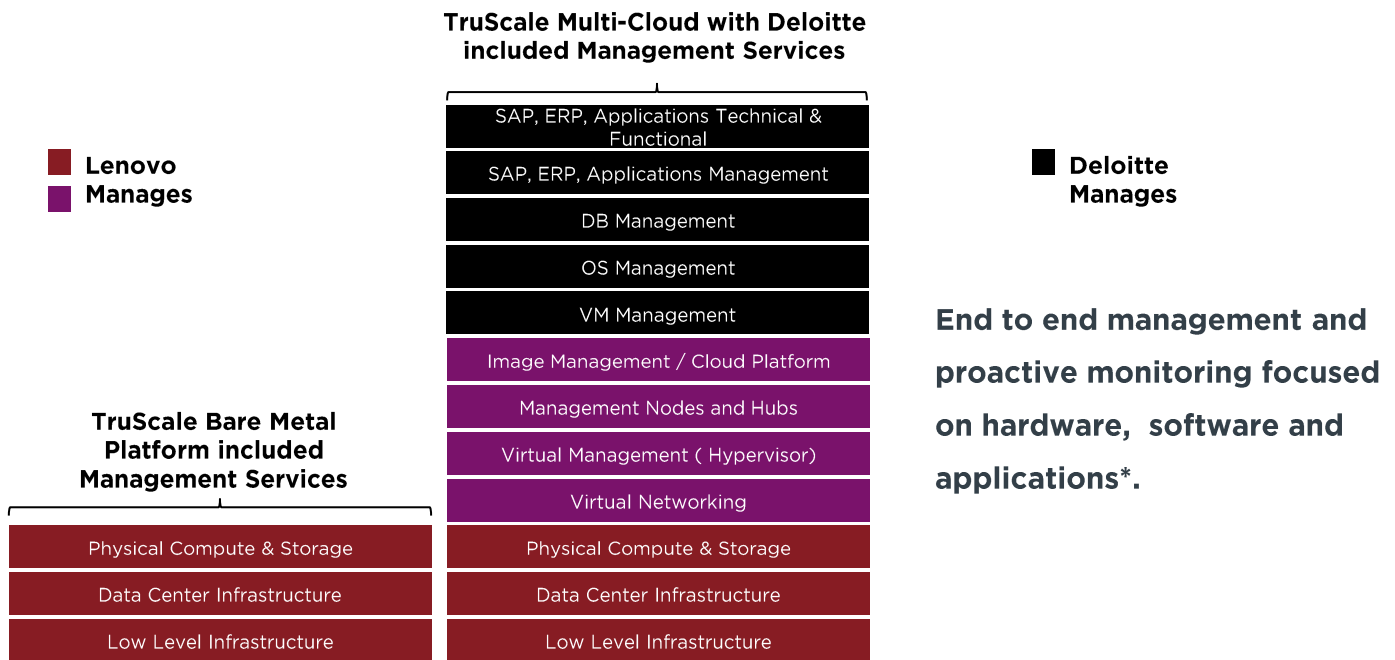 TruScale Multi-Cloud with Deloitte
included Management Services
SAP, ERP, Applications Technical &
Functional
SAP, ERP, Applications Management
DB Management
OS Management
VM Management
Image Management / Cloud Platform
Management Nodes and Hubs
Virtual Management ( Hypervisor)
Virtual Networking
Physical Compute & Storage
Data Center Infrastructure
Low Level Infrastructure
Lenovo
Manages
TruScale Bare Metal
Platform included
Management Services
Physical Compute & Storage
Data Center Infrastructure
Low Level Infrastructure
Deloitte
Manages
End to end management and
proactive monitoring focused
on hardware, software and
applications*.